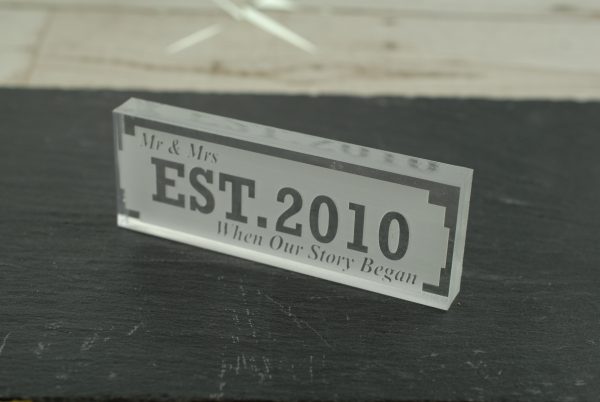 Mr & Mrs
EST.2010
When Our Story Began